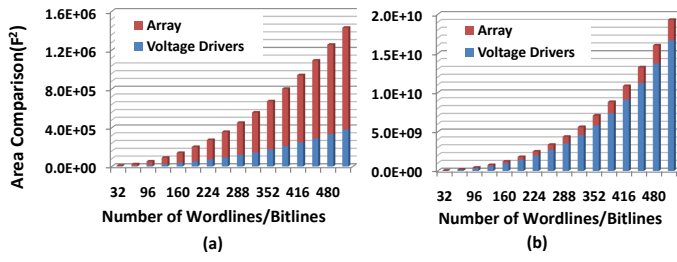 Area Comparison(F²)
1.6E+06
1.2E+06
8.0E+05
4.0E+05
0.0E+00
Array
Voltage Drivers
32 96 160 224 288 352 416 480
Number of Wordlines/Bitlines
(a)
2.0E+10
1.5E+10
1.0E+10
5.0E+09
0.0E+00
Array
Voltage Drivers
32 96 160 224 288 352 416 480
Number of Wordlines/Bitlines
(b)